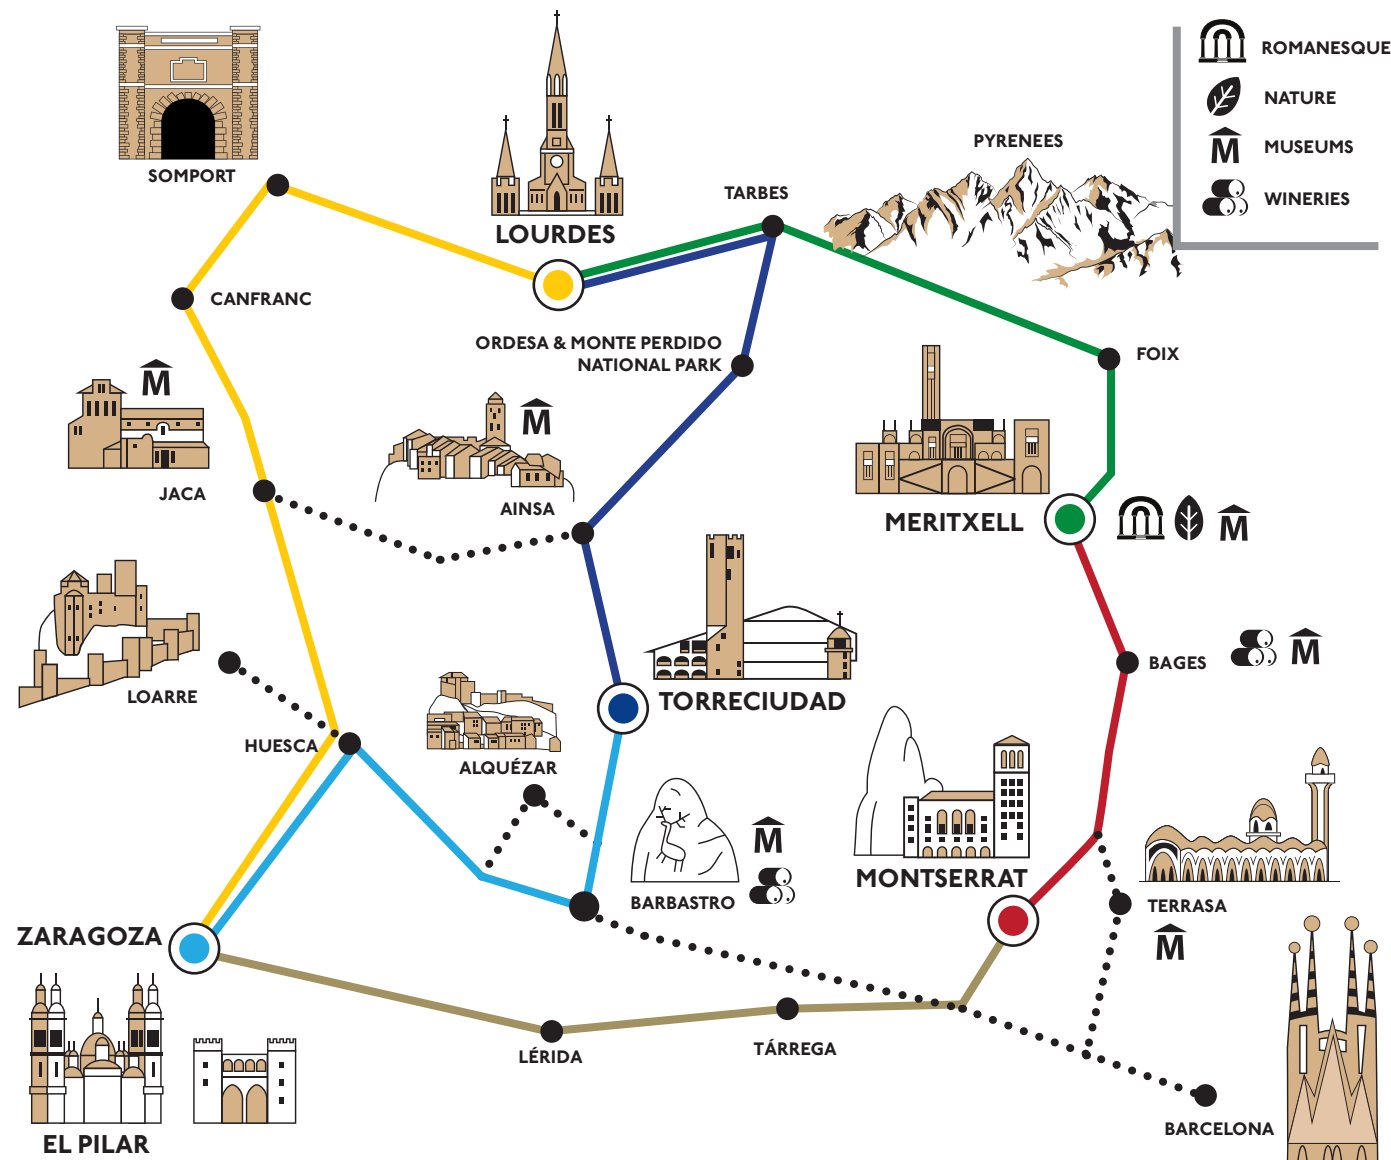 ROMANESQUE
NATURE
MUSEUMS
M
WINERIES
PYRENEES
SOMPORT
TARBES
LOURDES
CANFRANC
ORDESA & MONTE PERDIDO
NATIONAL PARK
FOIX
M
M
JACA
AINSA
MERITXELL
M
BAGES
M
LOARRE
TORRECIUDAD
HUESCA
ALQUÉZAR
M
BARBASTRO
MONTSERRAT
TERRASA
M
ZARAGOZA
LÉRIDA
TÁRREGA
BARCELONA
EL PILAR